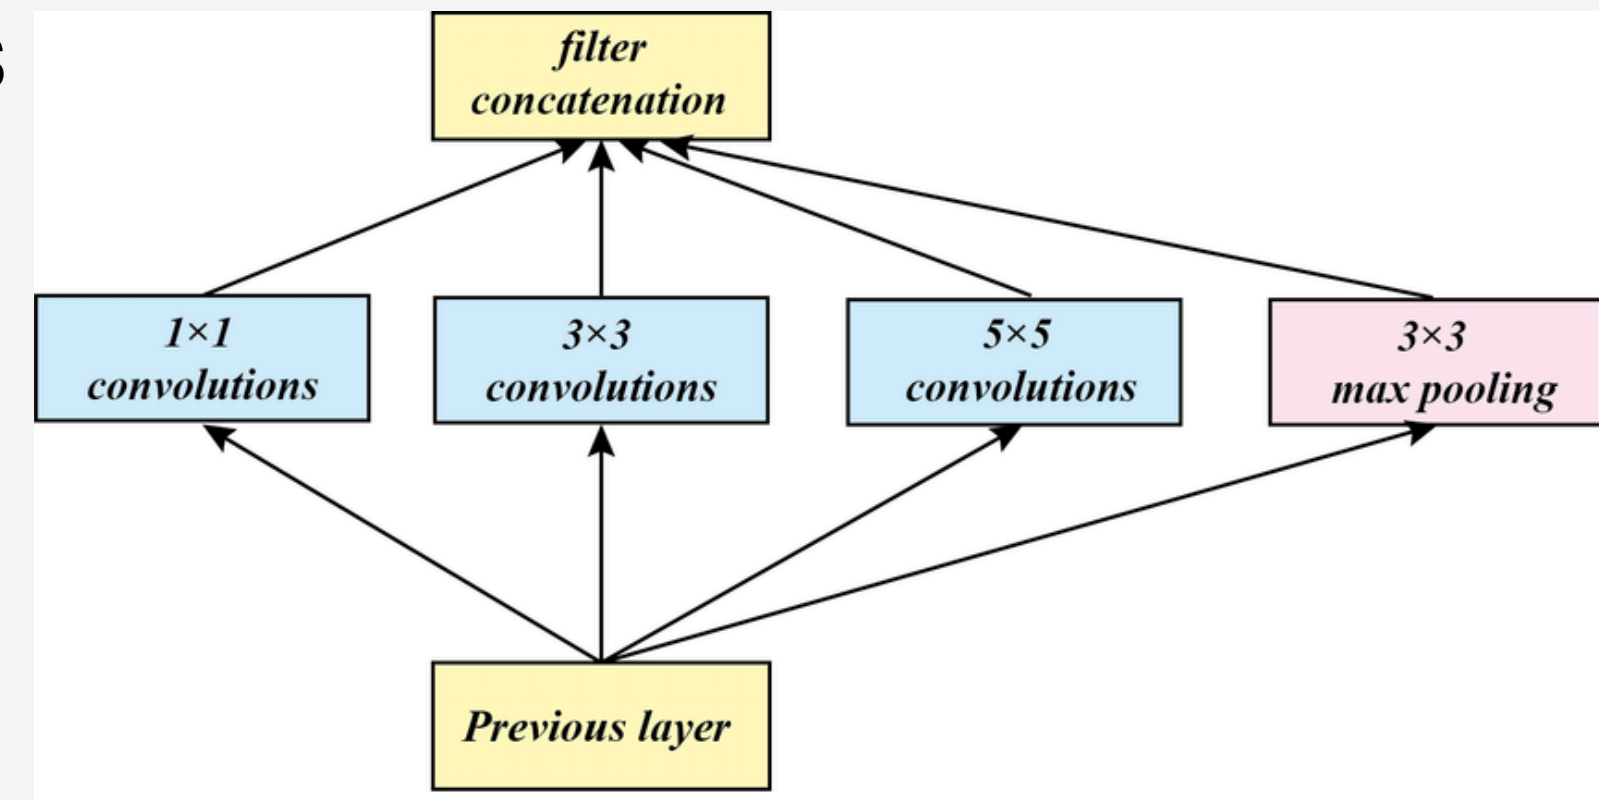 s
filter
concatenation
1×1
convolutions
3×3
convolutions
5×5
convolutions
3×3
max pooling
Previous layer